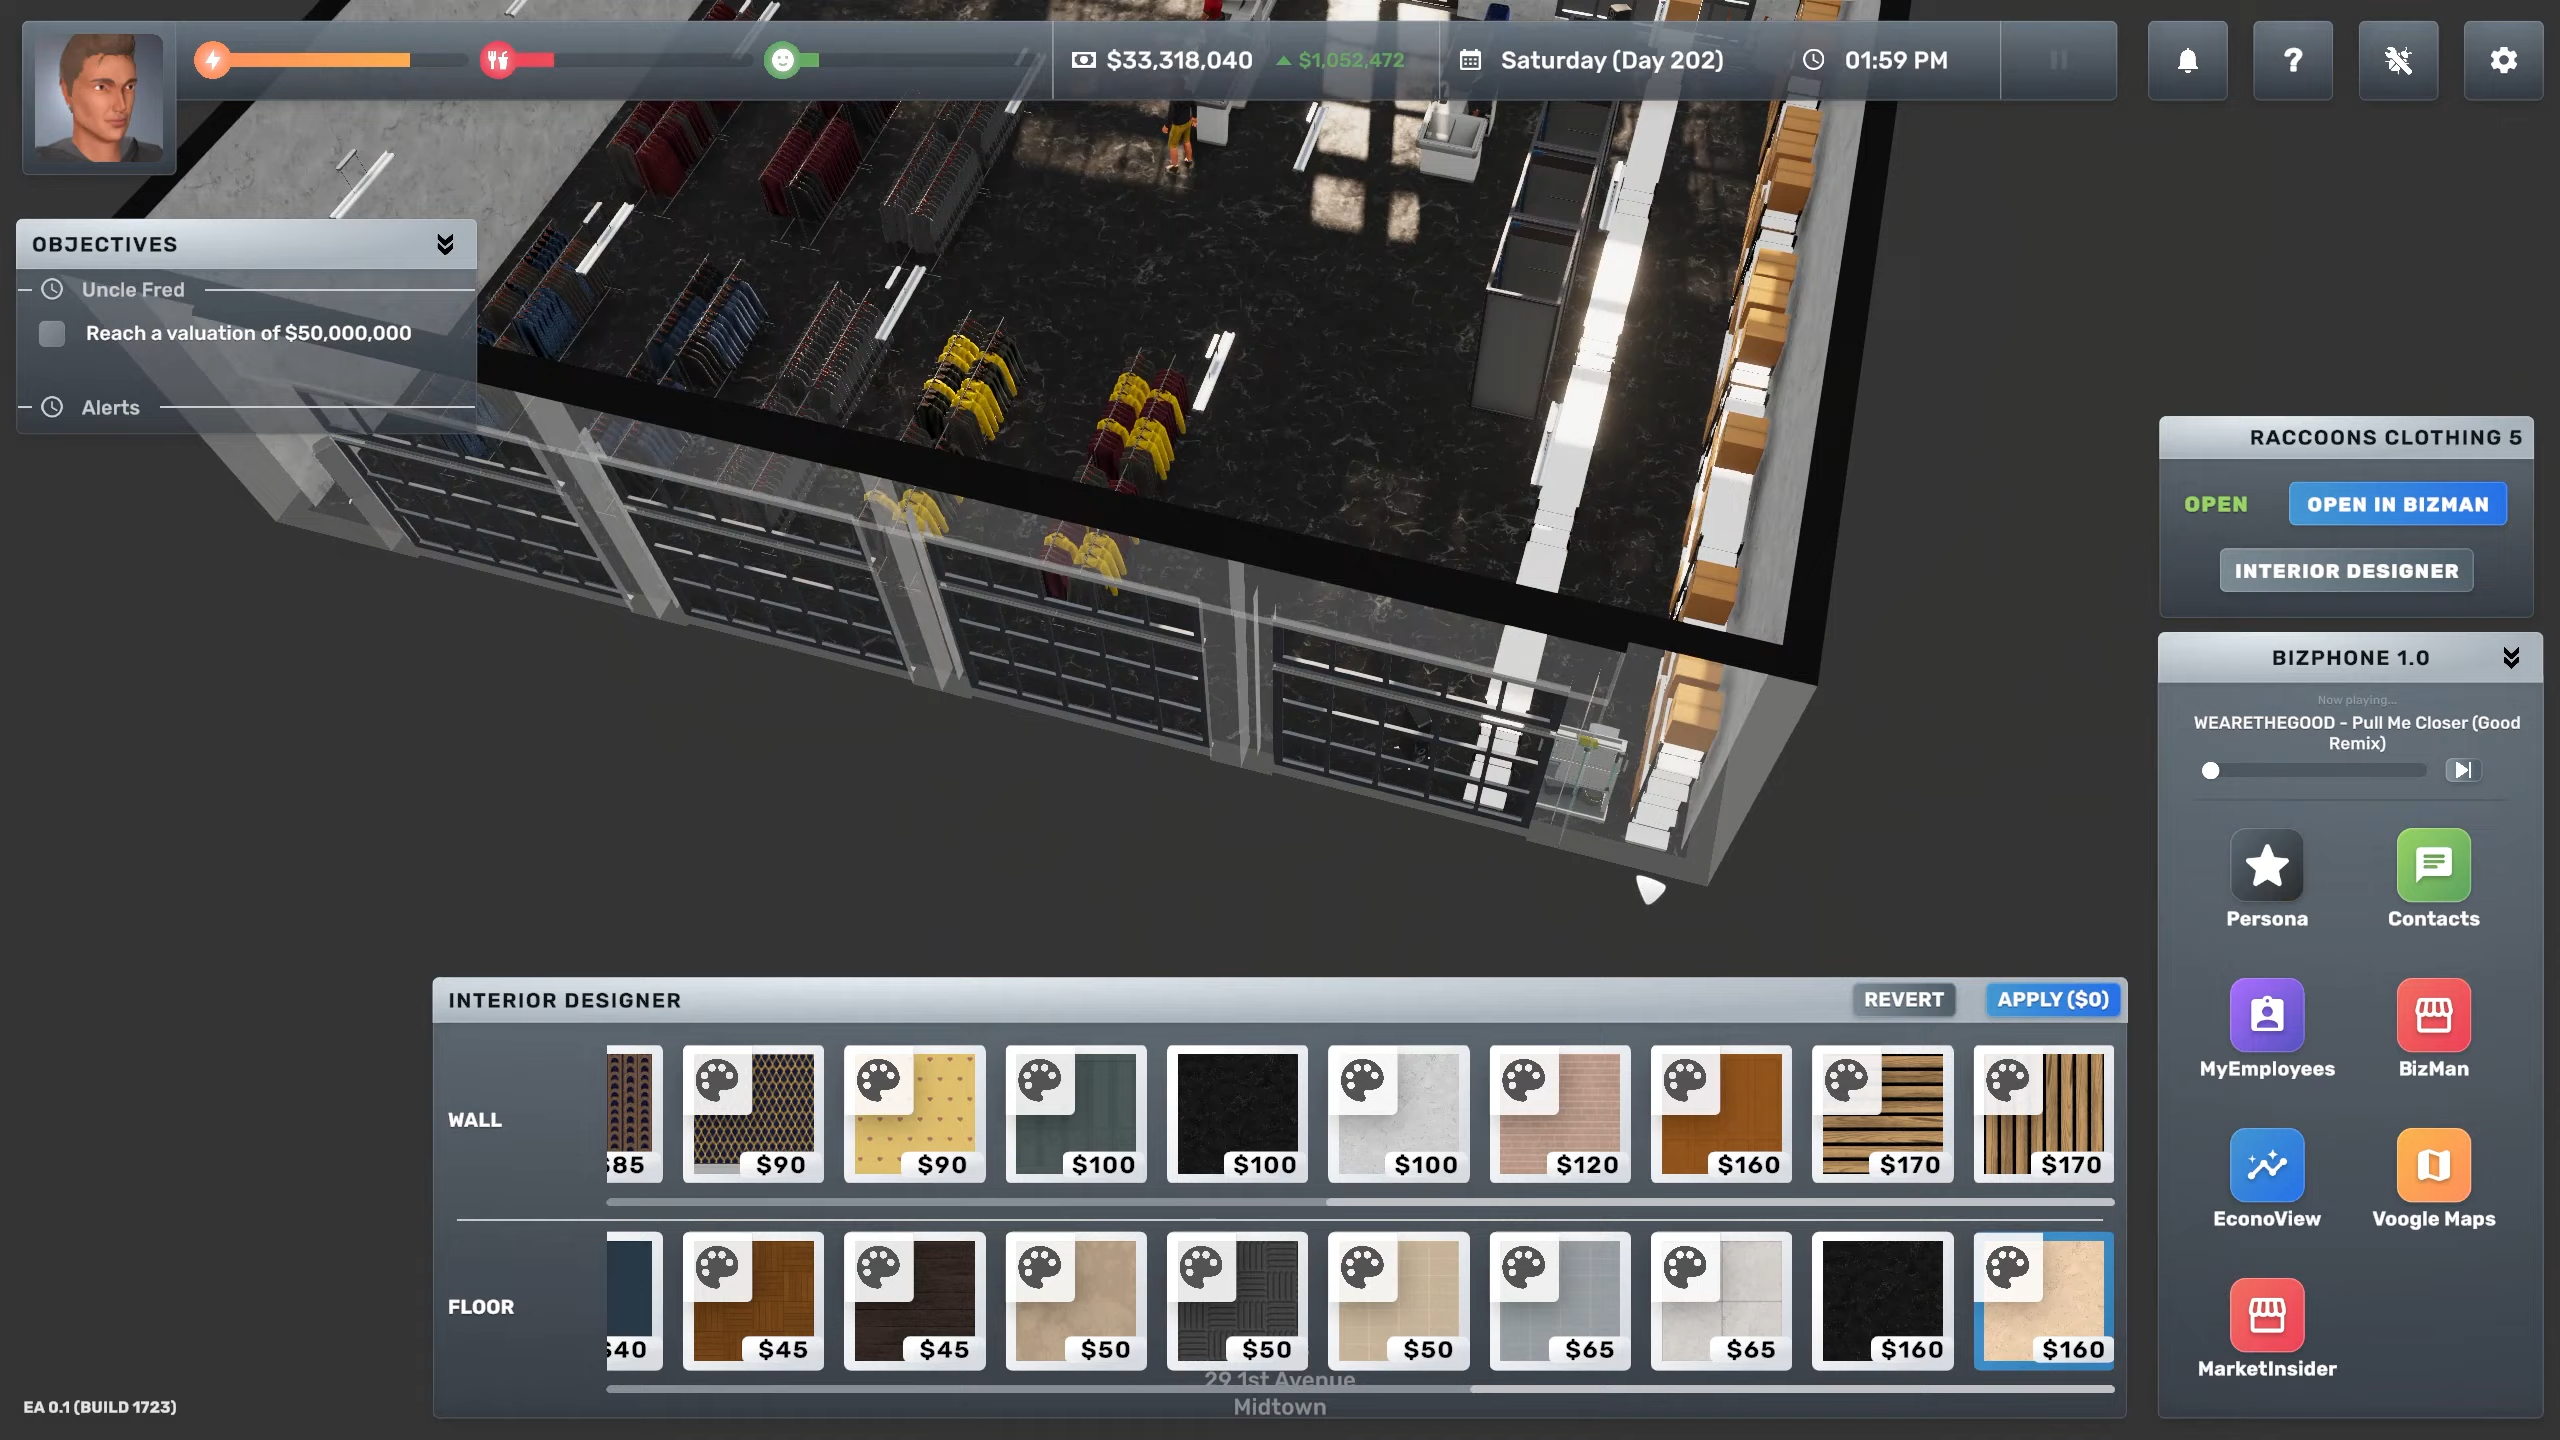 $33,318,040
$1,052,472
Saturday (Day 202)
01:59 PM
?
OBJECTIVES
Uncle Fred
Reach a valuation of $50,000,000
Alerts
RACCOONS CLOTHING 5
OPEN
OPEN IN BIZMAN
INTERIOR DESIGNER
BIZPHONE 1.0
Now playing...
WEARETHEGOOD - Pull Me Closer (Good
Remix)
Persona
Contacts
MyEmployees
BizMan
EconoView
Voogle Maps
MarketInsider
INTERIOR DESIGNER
REVERT
APPLY ($0)
WALL
$85
$90
$90
$100
$100
$100
$120
$160
$170
$170
FLOOR
$40
$45
$45
$50
$50
$50
$65
$65
$160
$160
29 1st Avenue
Midtown
EA 0.1 (BUILD 1723)